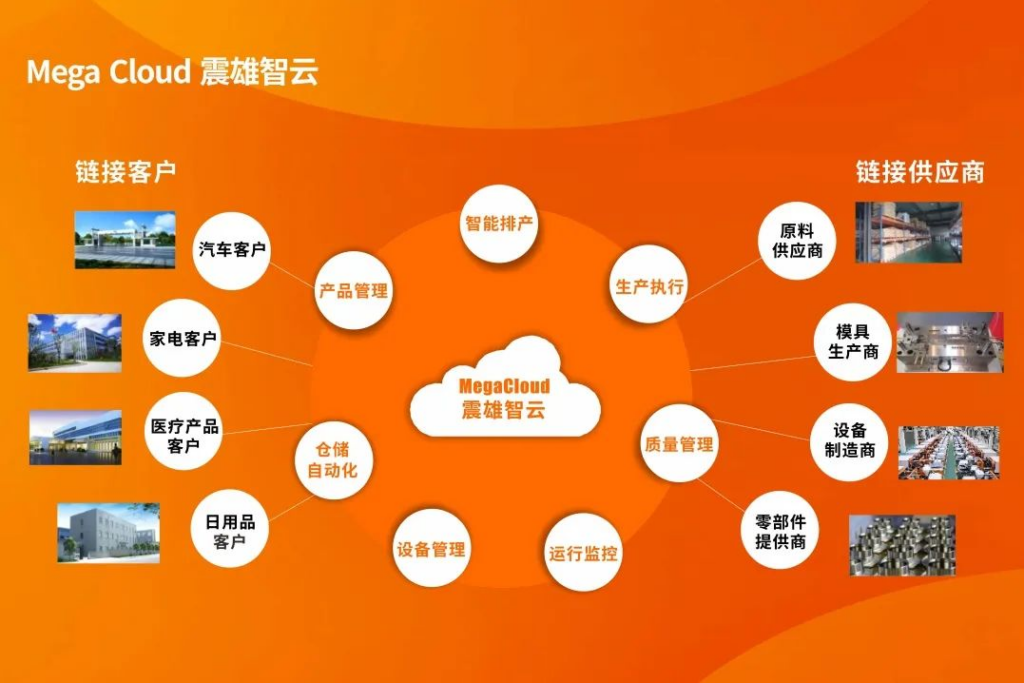 Mega Cloud 震雄智云
链接客户
链接供应商
汽车客户
家电客户
医疗产品
客户
日用品
客户
产品管理
智能排产
生产执行
仓储
自动化
MegaCloud
震雄智云
质量管理
设备管理
运行监控
原料
供应商
模具
生产商
设备
制造商
零部件
提供商